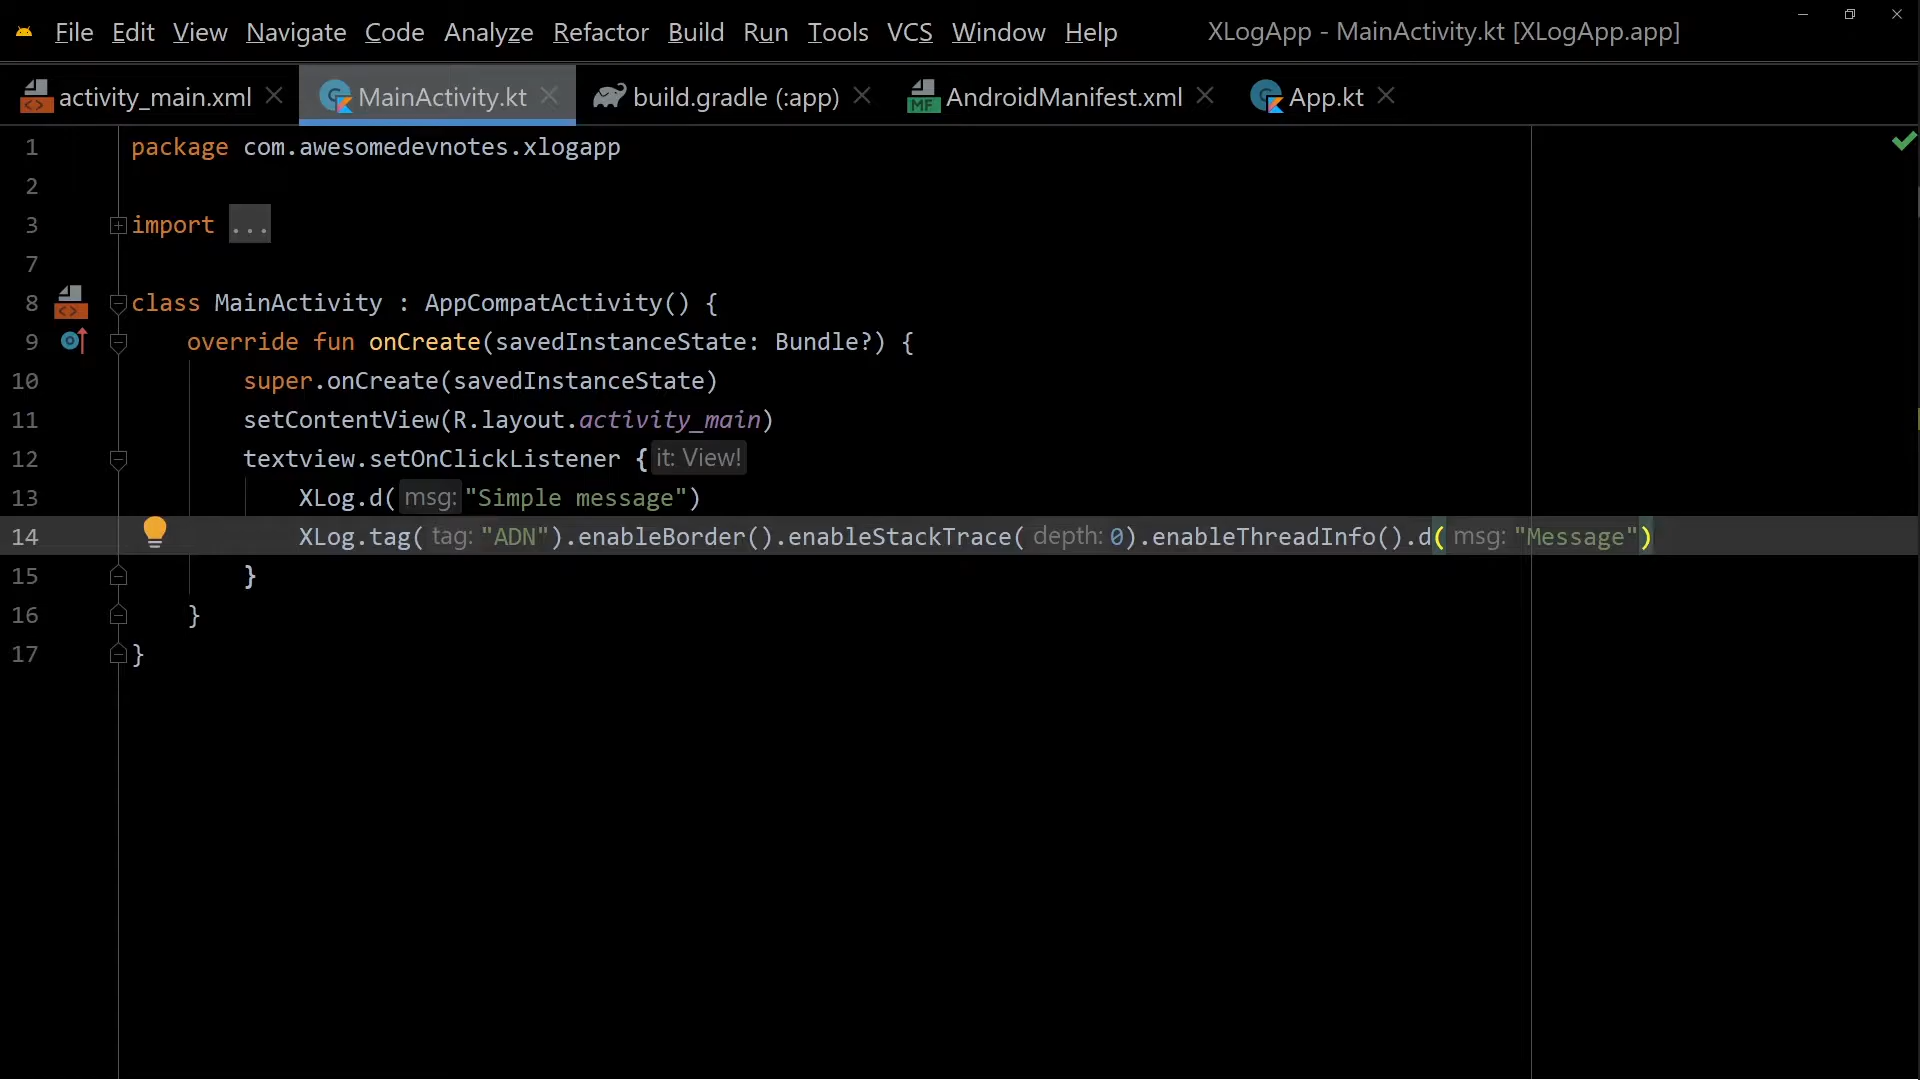 File Edit View Navigate Code Analyze Refactor Build Run Tools VCS Window Help XLogApp - MainActivity.kt [XLogApp.app]
activity_main.xml MainActivity.kt build.gradle (:app) AndroidManifest.xml App.kt
1 package com.awesomedevnotes.xlogapp
2
3 import ...
7
8 class MainActivity : AppCompatActivity() {
9 override fun onCreate(savedInstanceState: Bundle?) {
10 super.onCreate(savedInstanceState)
11 setContentView(R.layout.activity_main)
12 textview.setOnClickListener { it: View!
13 XLog.d( msg: "Simple message")
14 XLog.tag( tag: "ADN").enableBorder().enableStackTrace( depth: 0).enableThreadInfo().d( msg: "Message")
15 }
16 }
17 }